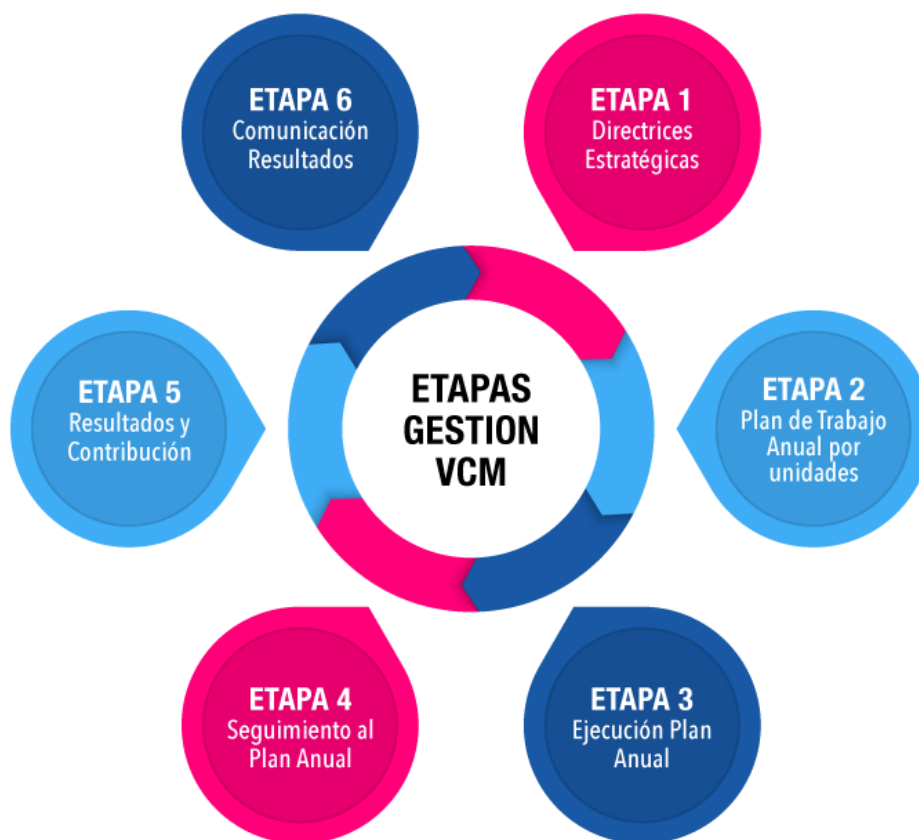 ETAPA 6
Comunicación
Resultados
ETAPA 1
Directrices
Estratégicas
ETAPA 5
Resultados y
Contribución
ETAPAS
GESTION
VCM
ETAPA 2
Plan de Trabajo
Anual por
unidades
ETAPA 4
Seguimiento al
Plan Anual
ETAPA 3
Ejecución Plan
Anual